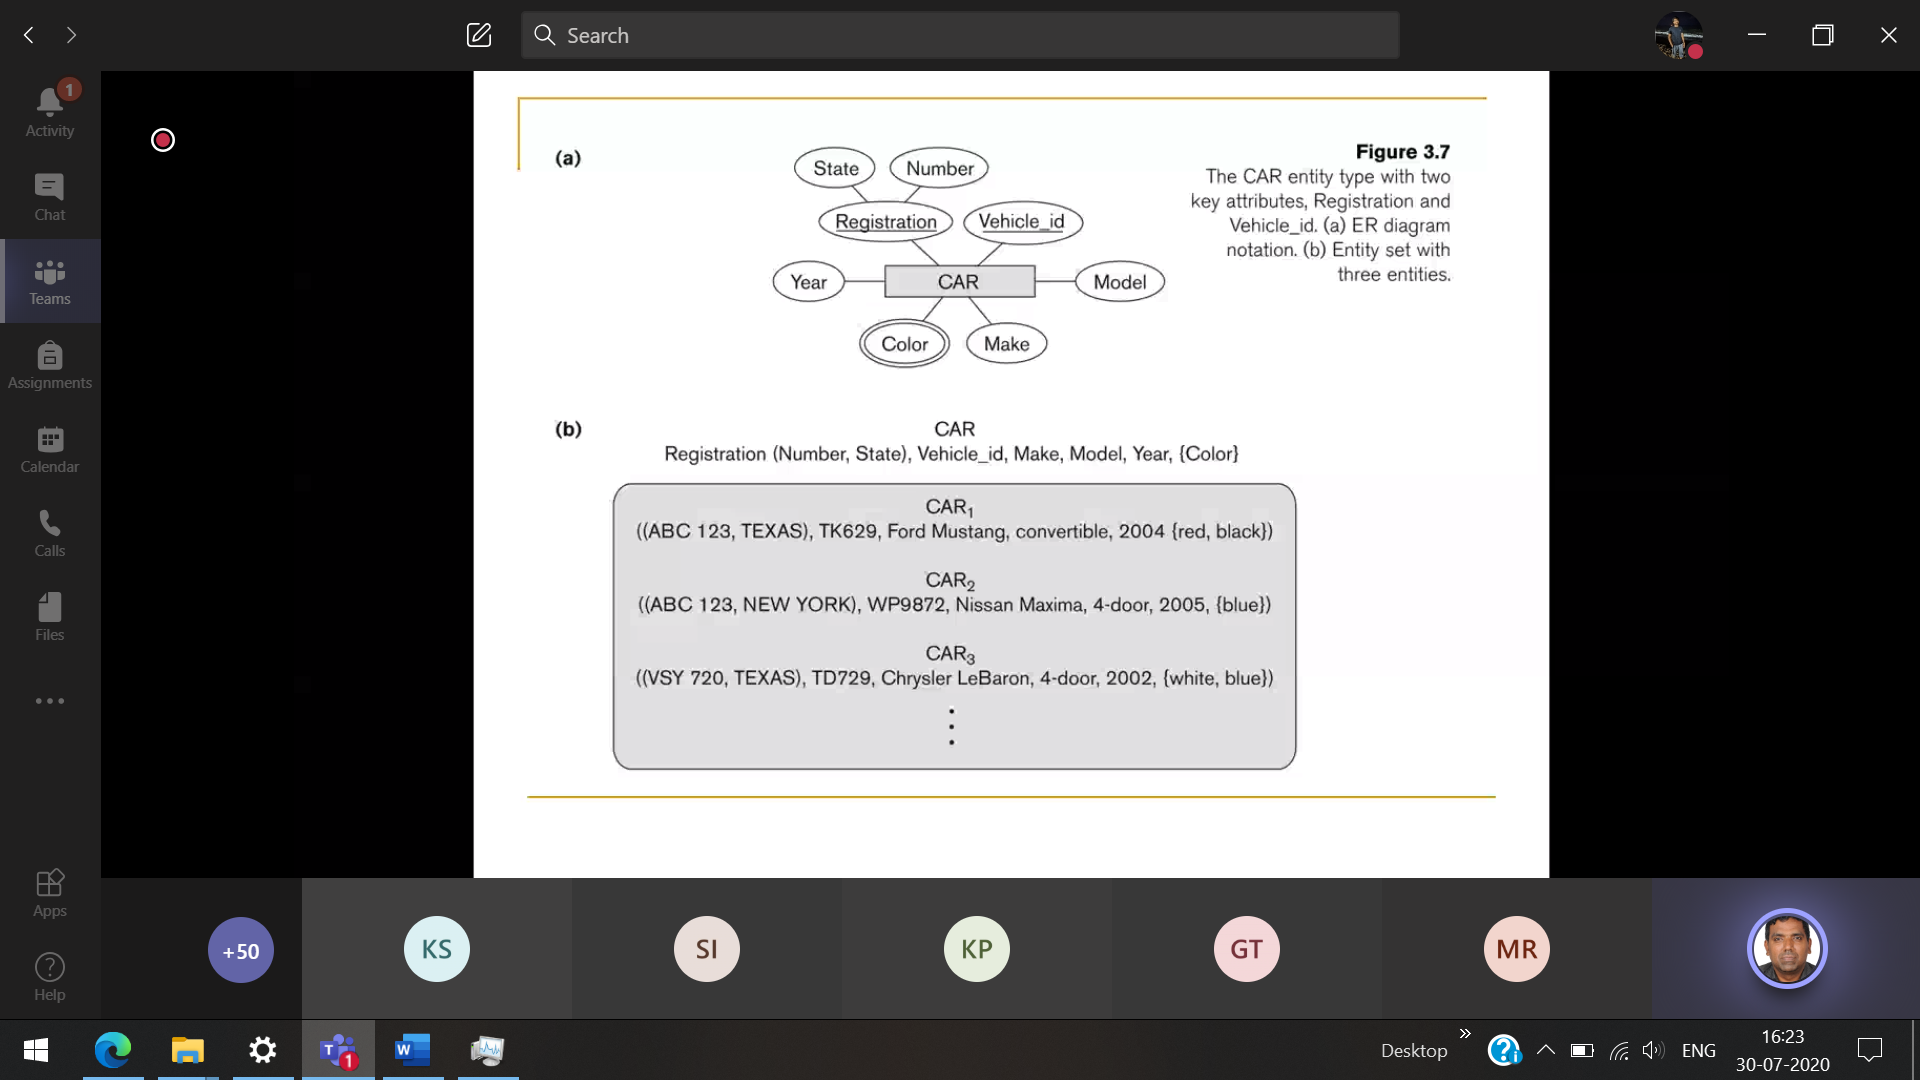 Search
1
Activity
Chat
Teams
Assignments
Calendar
Calls
Files
Apps
Help
(a)
State
Number
Registration
Vehicle_id
Year
CAR
Model
Color
Make
Figure 3.7
The CAR entity type with two
key attributes, Registration and
Vehicle_id. (a) ER diagram
notation. (b) Entity set with
three entities.
(b)
CAR
Registration (Number, State), Vehicle_id, Make, Model, Year, {Color}
CAR₁
((ABC 123, TEXAS), TK629, Ford Mustang, convertible, 2004 {red, black})
CAR₂
((ABC 123, NEW YORK), WP9872, Nissan Maxima, 4-door, 2005, {blue})
CAR₃
((VSY 720, TEXAS), TD729, Chrysler LeBaron, 4-door, 2002, {white, blue})
+50
KS
SI
KP
GT
MR
T
1
W
Desktop
ENG
16:23
30-07-2020